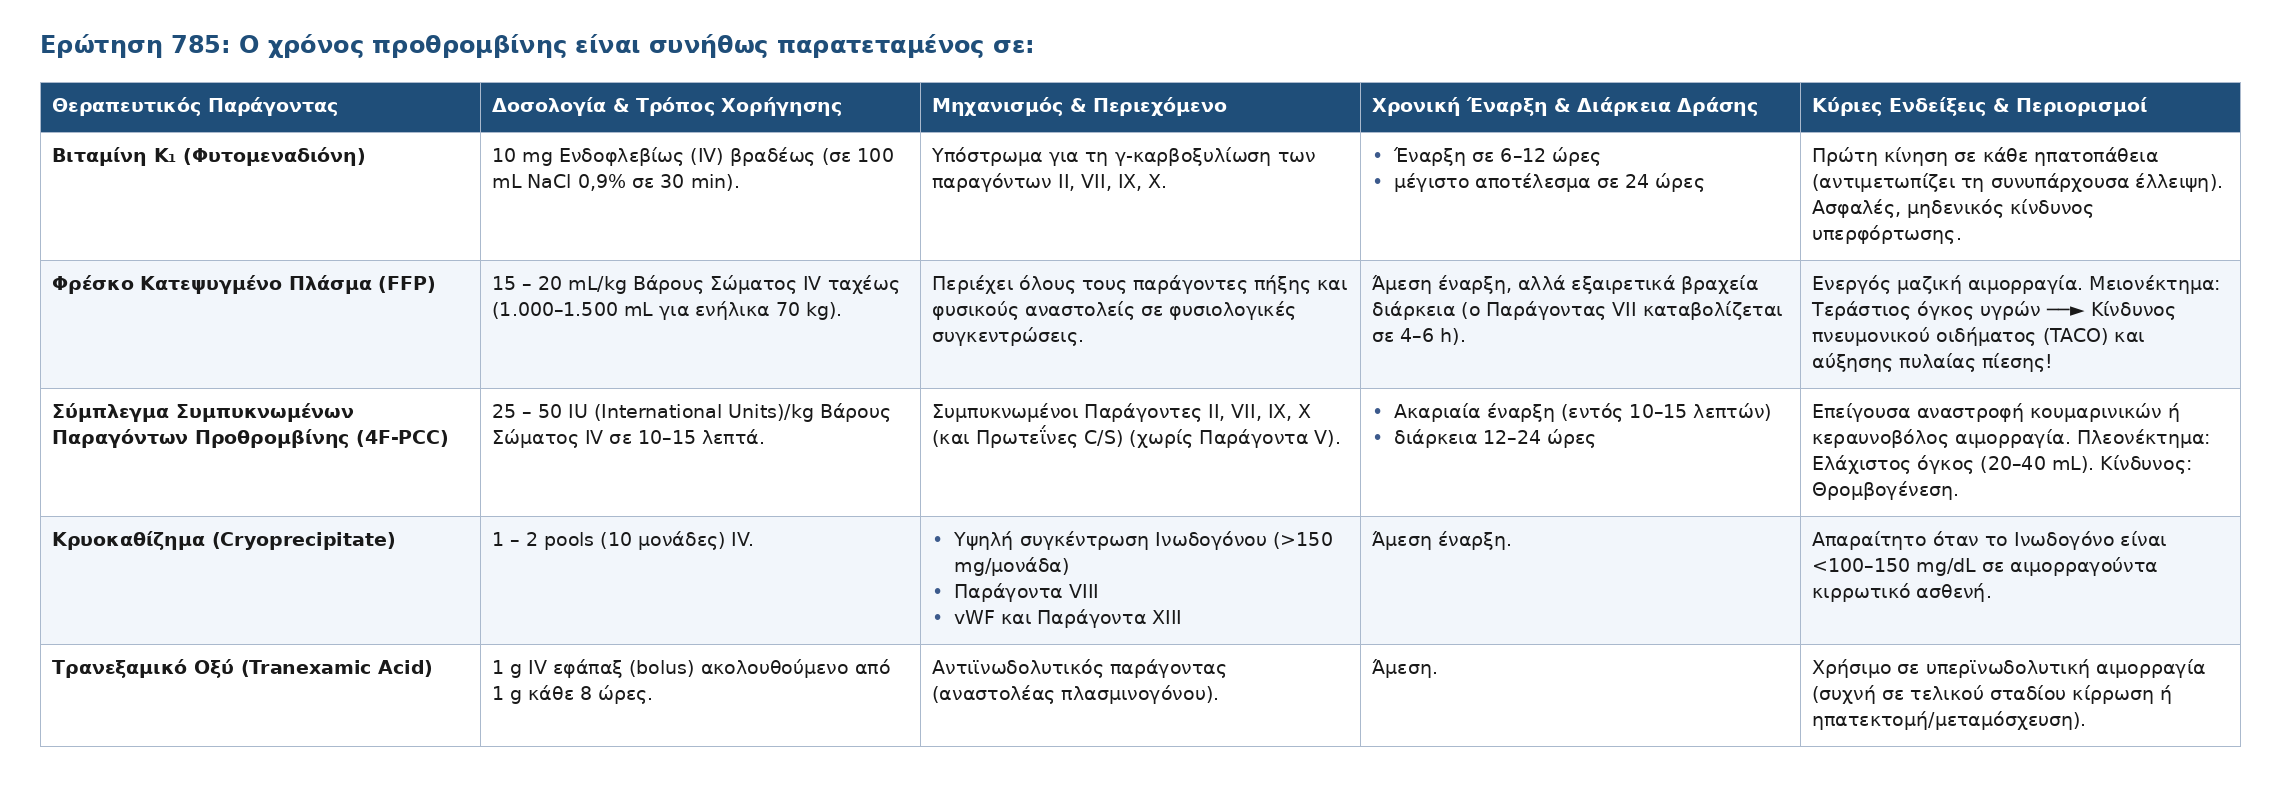 Ερώτηση 785: Ο χρόνος προθρομβίνης είναι συνήθως παρατεταμένος σε:
Θεραπευτικός Παράγοντας
Δοσολογία & Τρόπος Χορήγησης
Μηχανισμός & Περιεχόμενο
Χρονική Έναρξη & Διάρκεια Δράσης
Κύριες Ενδείξεις & Περιορισμοί
Βιταμίνη K₁ (Φυτομεναδιόνη)
10 mg Ενδοφλεβίως (IV) βραδέως (σε 100
mL NaCl 0,9% σε 30 min).
Υπόστρωμα για τη γ-καρβοξυλίωση των
παραγόντων II, VII, IX, X.
• Έναρξη σε 6–12 ώρες
• μέγιστο αποτέλεσμα σε 24 ώρες
Πρώτη κίνηση σε κάθε ηπατοπάθεια
(αντιμετωπίζει τη συνυπάρχουσα έλλειψη).
Ασφαλές, μηδενικός κίνδυνος
υπερφόρτωσης.
Φρέσκο Κατεψυγμένο Πλάσμα (FFP)
15 – 20 mL/kg Βάρους Σώματος IV ταχέως
(1.000–1.500 mL για ενήλικα 70 kg).
Περιέχει όλους τους παράγοντες πήξης και
φυσικούς αναστολείς σε φυσιολογικές
συγκεντρώσεις.
Άμεση έναρξη, αλλά εξαιρετικά βραχεία
διάρκεια (ο Παράγοντας VII καταβολίζεται
σε 4–6 h).
Ενεργός μαζική αιμορραγία. Μειονέκτημα:
Τεράστιος όγκος υγρών ──► Κίνδυνος
πνευμονικού οιδήματος (TACO) και
αύξησης πυλαίας πίεσης!
Σύμπλεγμα Συμπυκνωμένων
Παραγόντων Προθρομβίνης (4F-PCC)
25 – 50 IU (International Units)/kg Βάρους
Σώματος IV σε 10–15 λεπτά.
Συμπυκνωμένοι Παράγοντες II, VII, IX, X
(και Πρωτεΐνες C/S) (χωρίς Παράγοντα V).
• Ακαριαία έναρξη (εντός 10–15 λεπτών)
• διάρκεια 12–24 ώρες
Επείγουσα αναστροφή κουμαρινικών ή
κεραυνοβόλος αιμορραγία. Πλεονέκτημα:
Ελάχιστος όγκος (20–40 mL). Κίνδυνος:
Θρομβογένεση.
Κρυοκαθίζημα (Cryoprecipitate)
1 – 2 pools (10 μονάδες) IV.
• Υψηλή συγκέντρωση Ινωδογόνου (>150
mg/μονάδα)
• Παράγοντα VIII
• vWF και Παράγοντα XIII
Άμεση έναρξη.
Απαραίτητο όταν το Ινωδογόνο είναι
<100–150 mg/dL σε αιμορραγούντα
κιρρωτικό ασθενή.
Τρανεξαμικό Οξύ (Tranexamic Acid)
1 g IV εφάπαξ (bolus) ακολουθούμενο από
1 g κάθε 8 ώρες.
Αντιϊνωδολυτικός παράγοντας
(αναστολέας πλασμινογόνου).
Άμεση.
Χρήσιμο σε υπερϊνωδολυτική αιμορραγία
(συχνή σε τελικού σταδίου κίρρωση ή
ηπατεκτομή/μεταμόσχευση).